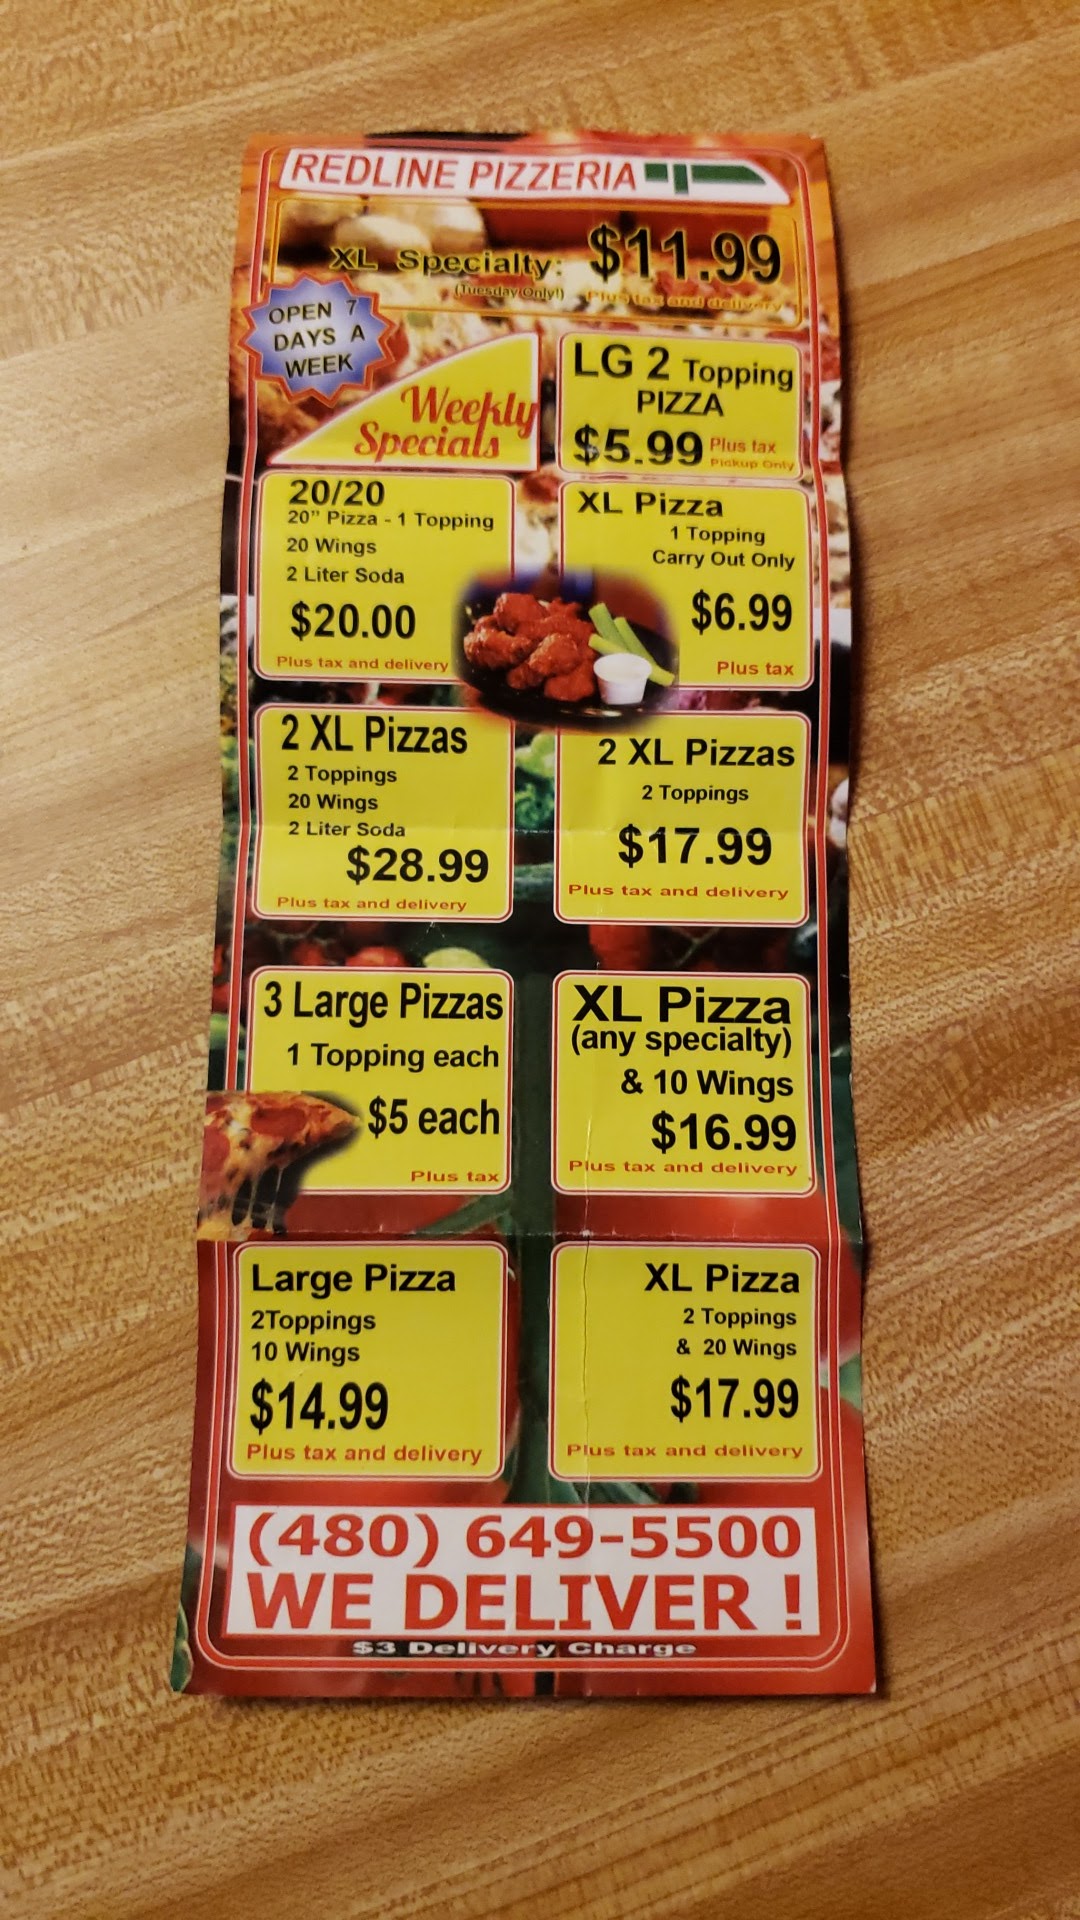 REDLINE PIZZERIA
XL Specialty: $11.99
(Tuesday Only!) Plus tax and delivery
OPEN 7
DAYS A
WEEK
Weekly
Specials
LG 2 Topping
PIZZA
$5.99 Plus tax
Pickup Only
20/20
20" Pizza - 1 Topping
20 Wings
2 Liter Soda
$20.00
Plus tax and delivery
XL Pizza
1 Topping
Carry Out Only
$6.99
Plus tax
2 XL Pizzas
2 Toppings
20 Wings
2 Liter Soda
$28.99
Plus tax and delivery
2 XL Pizzas
2 Toppings
$17.99
Plus tax and delivery
3 Large Pizzas
1 Topping each
$5 each
Plus tax
XL Pizza
(any specialty)
& 10 Wings
$16.99
Plus tax and delivery
Large Pizza
2Toppings
10 Wings
$14.99
Plus tax and delivery
XL Pizza
2 Toppings
& 20 Wings
$17.99
Plus tax and delivery
(480) 649-5500
WE DELIVER !
$3 Delivery Charge